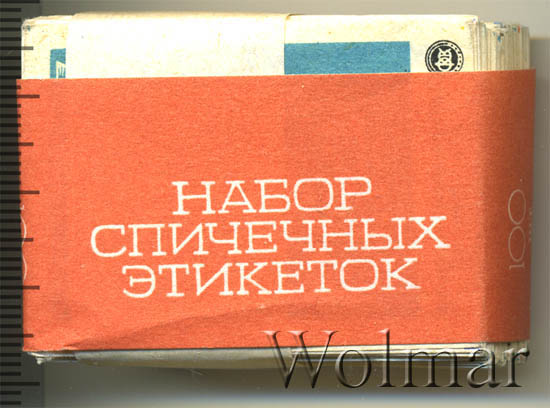 НАБОР
СПИЧЕЧНЫХ
ЭТИКЕТОК
100
Wolmar